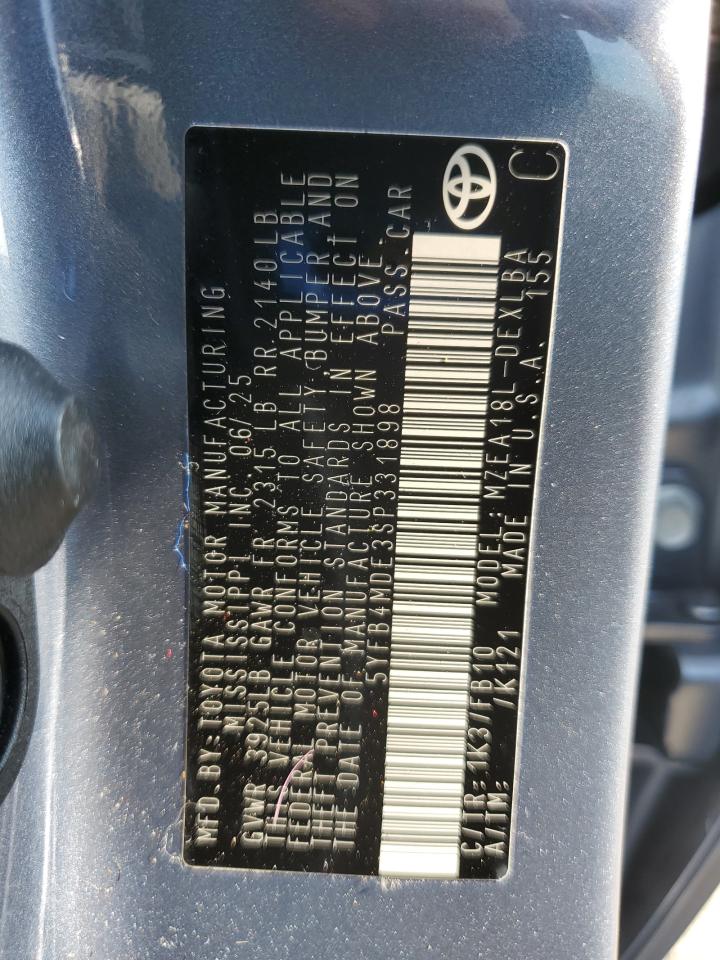 MFD.BY:TOYOTA MOTOR MANUFACTURING
MISSISSIPPI INC.06/25
GVWR 3925LB GAWR FR 2315 LB RR 2140LB
THIS VEHICLE CONFORMS TO ALL APPLICABLE
FEDERAL MOTOR VEHICLE SAFETY, BUMPER AND
THEFT PREVENTION STANDARDS IN EFFECT ON
THE DATE OF MANUFACTURE SHOWN ABOVE.
5YFB4MDE3SP331898 PASS.CAR
C/TR: 1K3/FB10 MODEL:MZEA18L-DEXLBA
A/TM: /K121 MADE IN U.S.A. 155
C